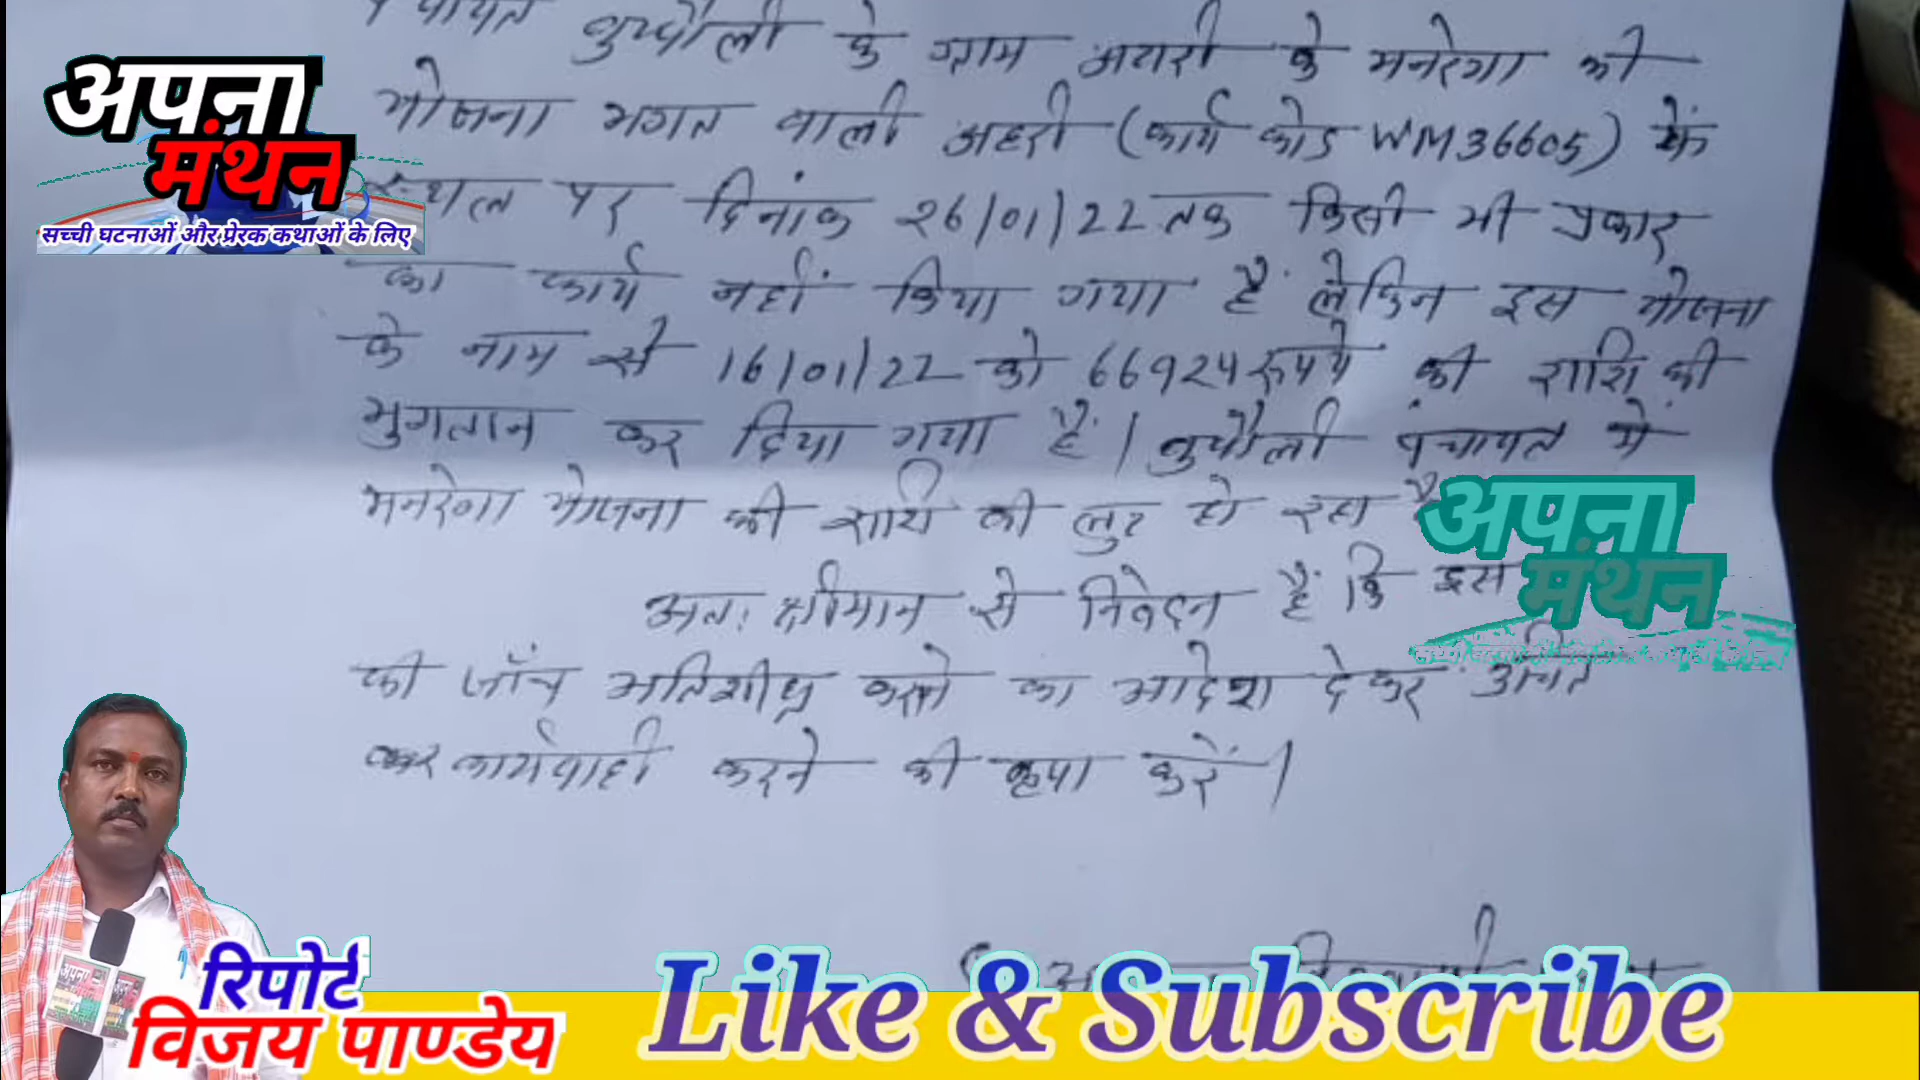 अपना
मंथन
सच्ची घटनाओं और प्रेरक कथाओं के लिए
के ग्राम के मनरेगा की
योजना भगत वाली अहरी (कार्य कोड WM36605) के
स्थल पर दिनांक 26/01/22 तक किसी भी प्रकार
का कार्य नहीं किया गया है लेकिन इस योजना
के नाम से 16/01/22 को 66924 रुपये की राशि की
भुगतान कर दिया गया है। पंचायत में
मनरेगा योजना की राशि की लुट हो रहा है
अपना
मंथन
अतः श्रीमान से निवेदन है कि इस
की जाँच अतिशीघ्र करने का आदेश देकर उचित
कार्यवाही करने की कृपा करें।
रिपोर्ट
विजय पाण्डेय
Like & Subscribe